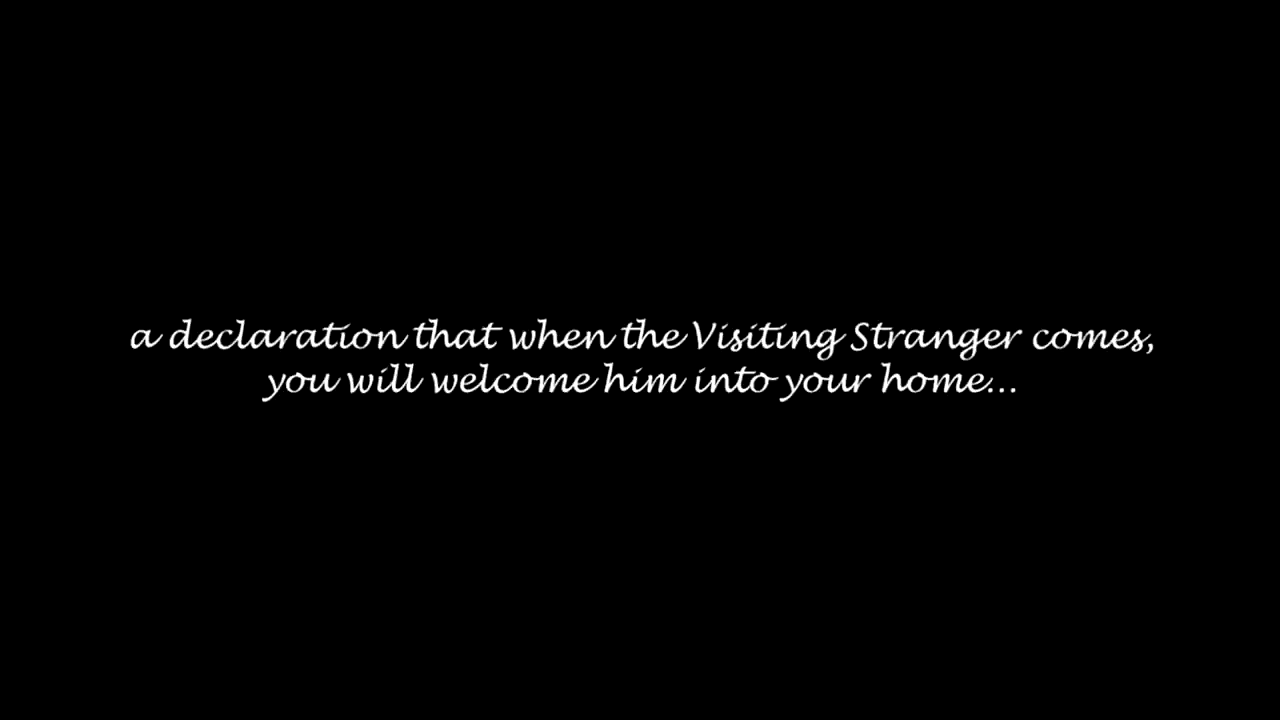 a declaration that when the Visiting Stranger comes,
you will welcome him into your home...